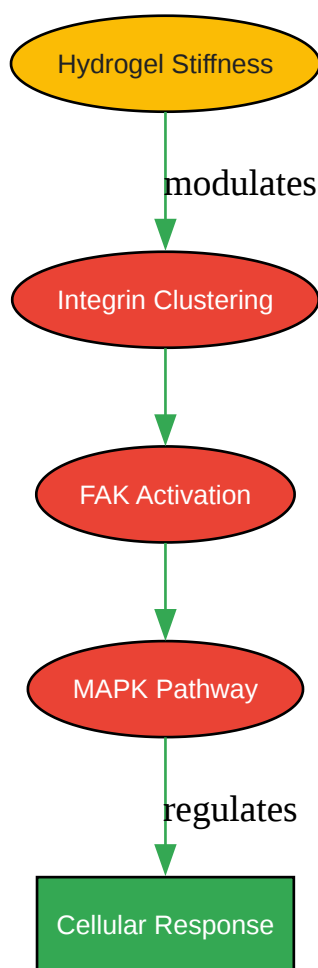 Hydrogel Stiffness
modulates
Integrin Clustering
FAK Activation
MAPK Pathway
regulates
Cellular Response